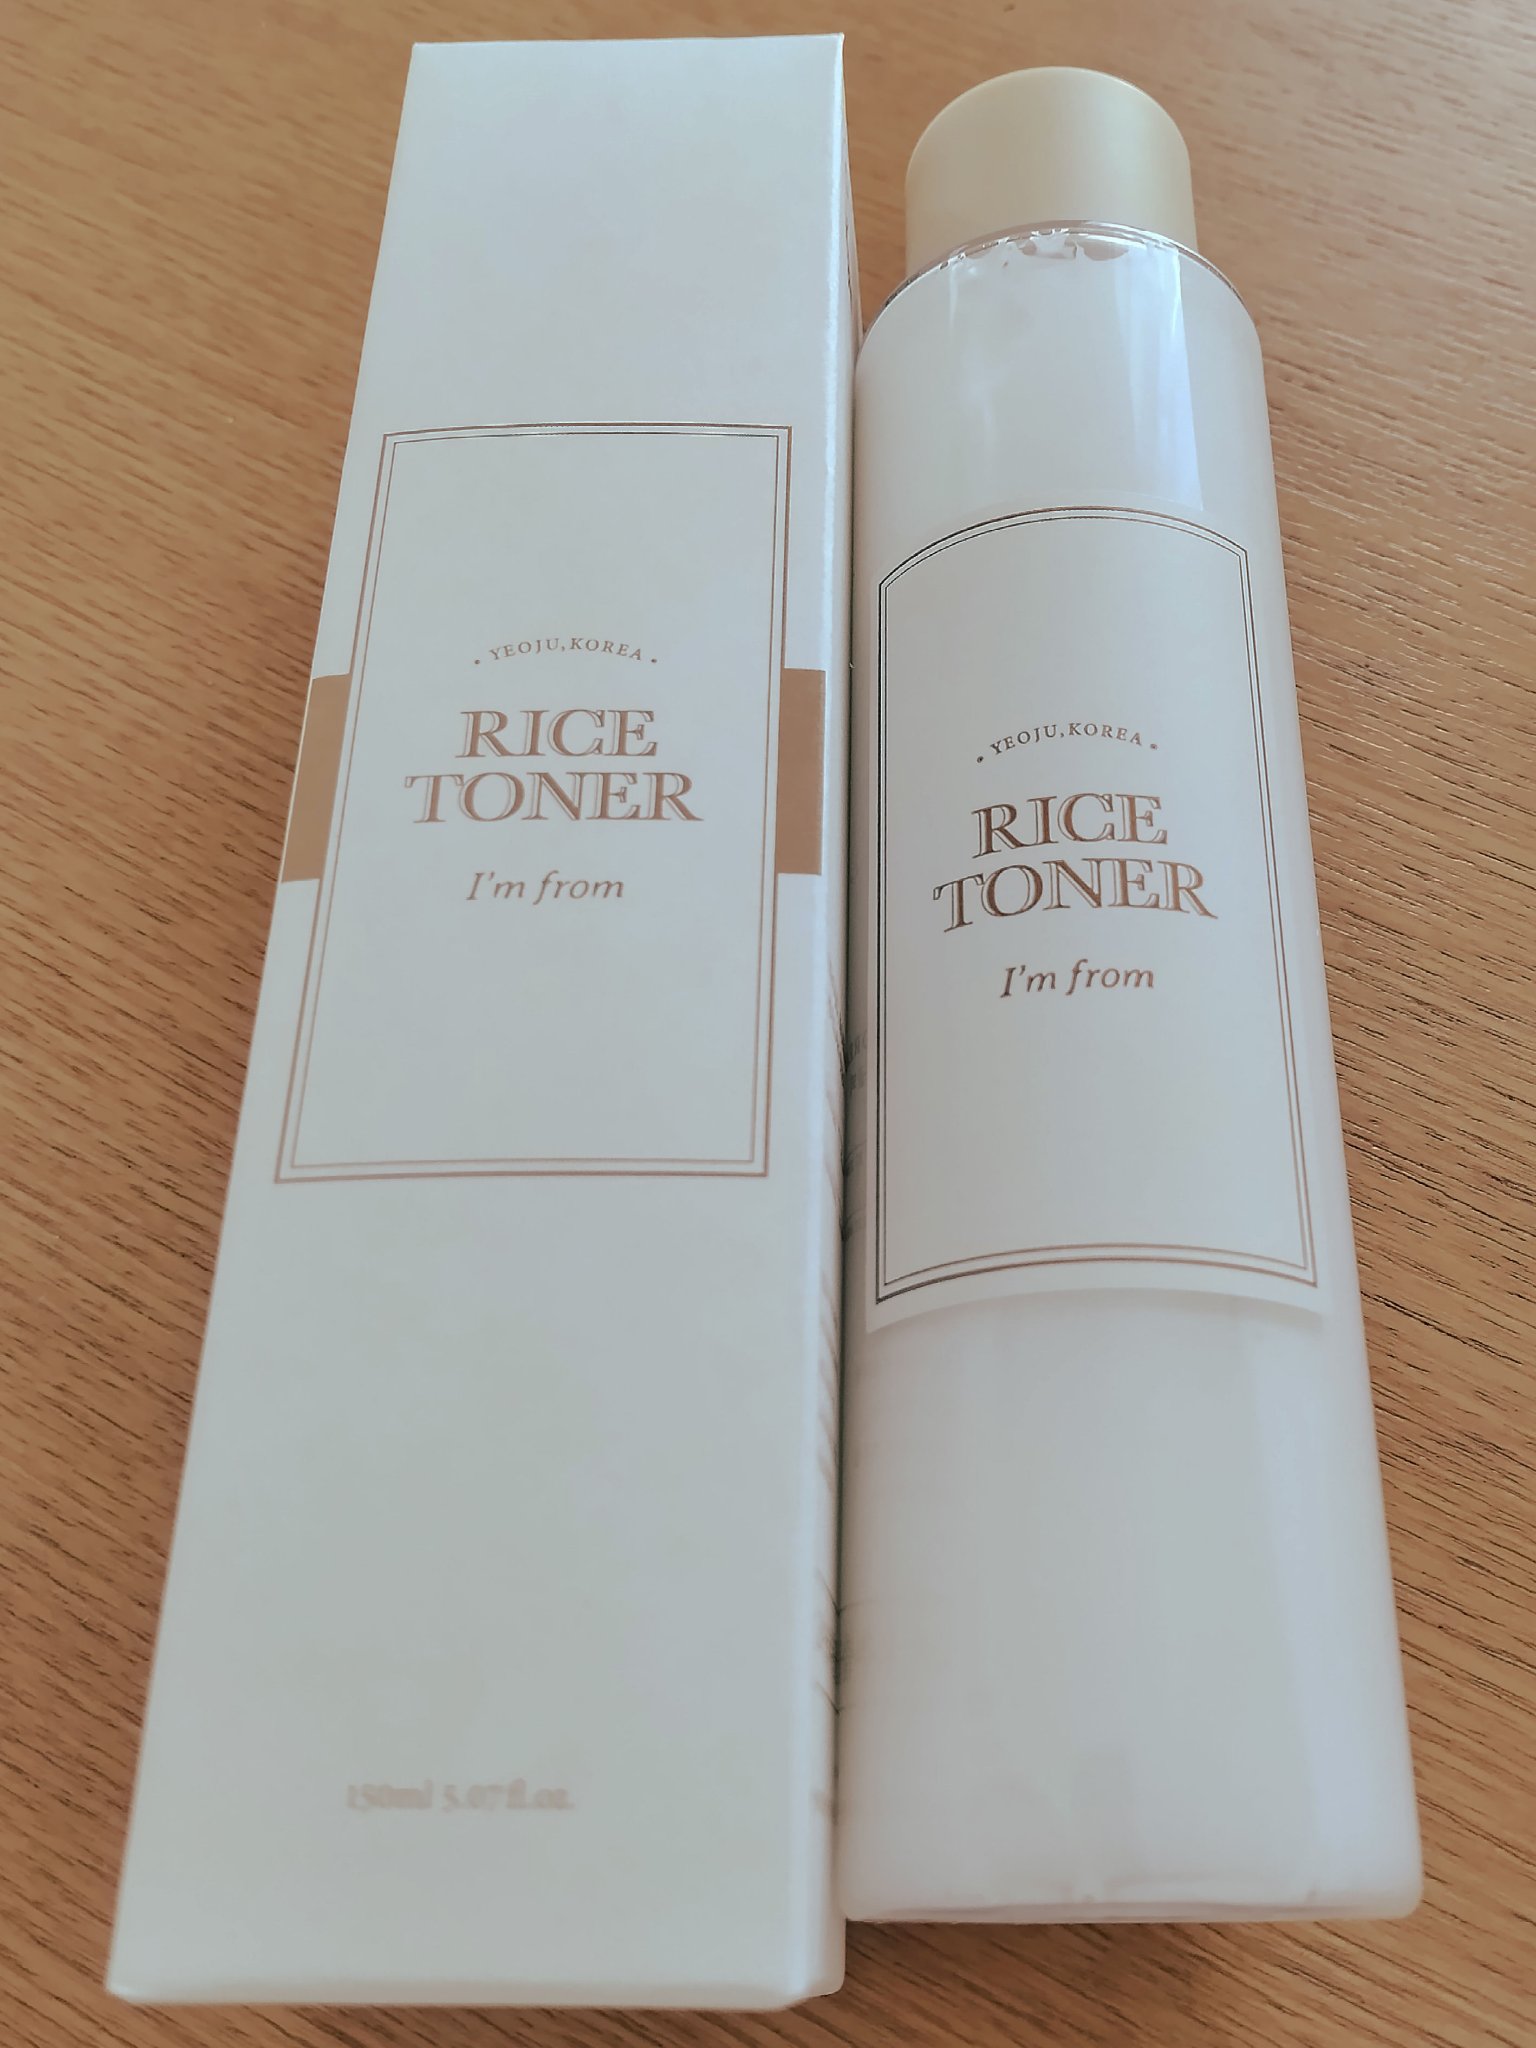 · YEOJU, KOREA ·
RICE
TONER
I'm from
150ml 5.07fl.oz.
· YEOJU, KOREA ·
RICE
TONER
I'm from